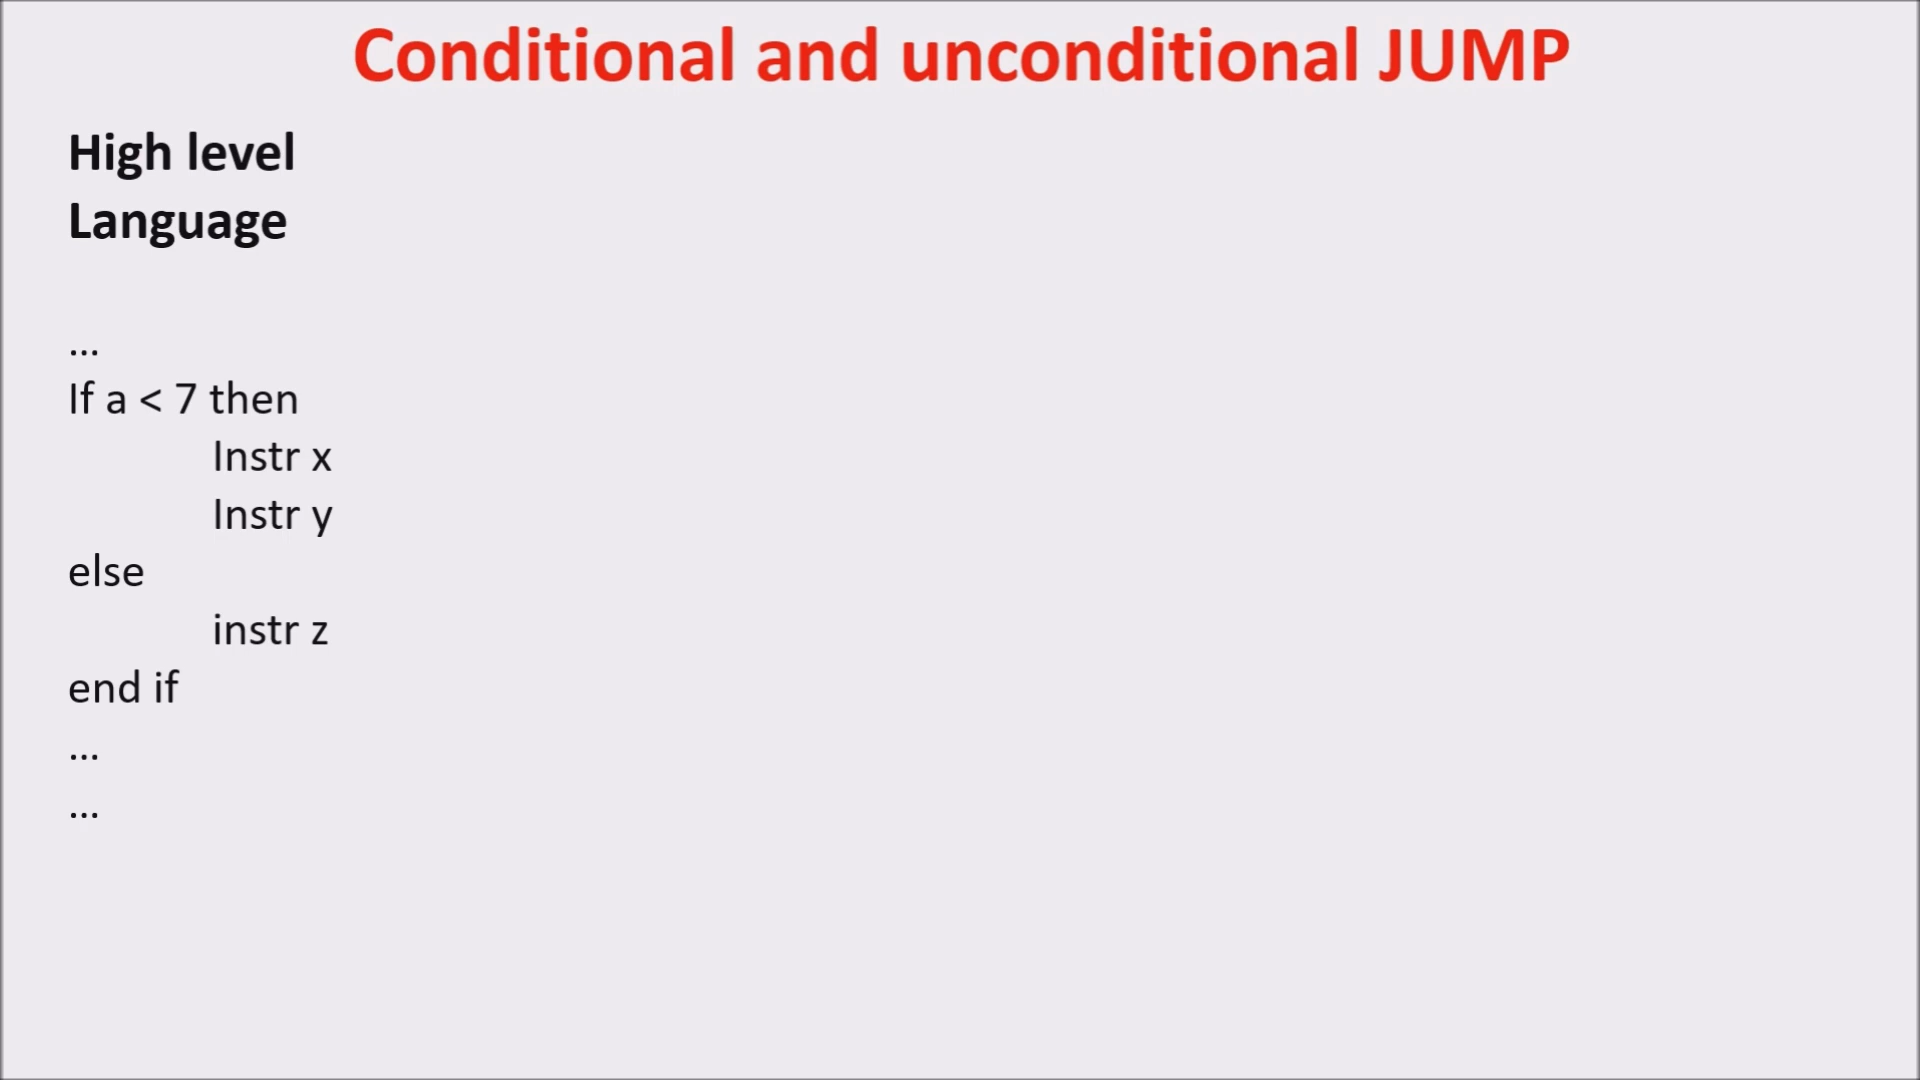 Conditional and unconditional JUMP
High level
Language
...
If a < 7 then
Instr x
Instr y
else
instr z
end if
...
...